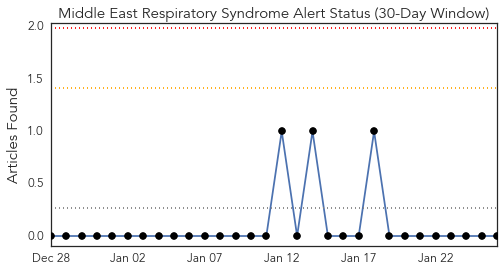 Middle East Respiratory Syndrome Alert Status (30-Day Window)
Articles Found
2.0
1.5
1.0
0.5
0.0
Dec 28
Jan 02
Jan 07
Jan 12
Jan 17
Jan 22